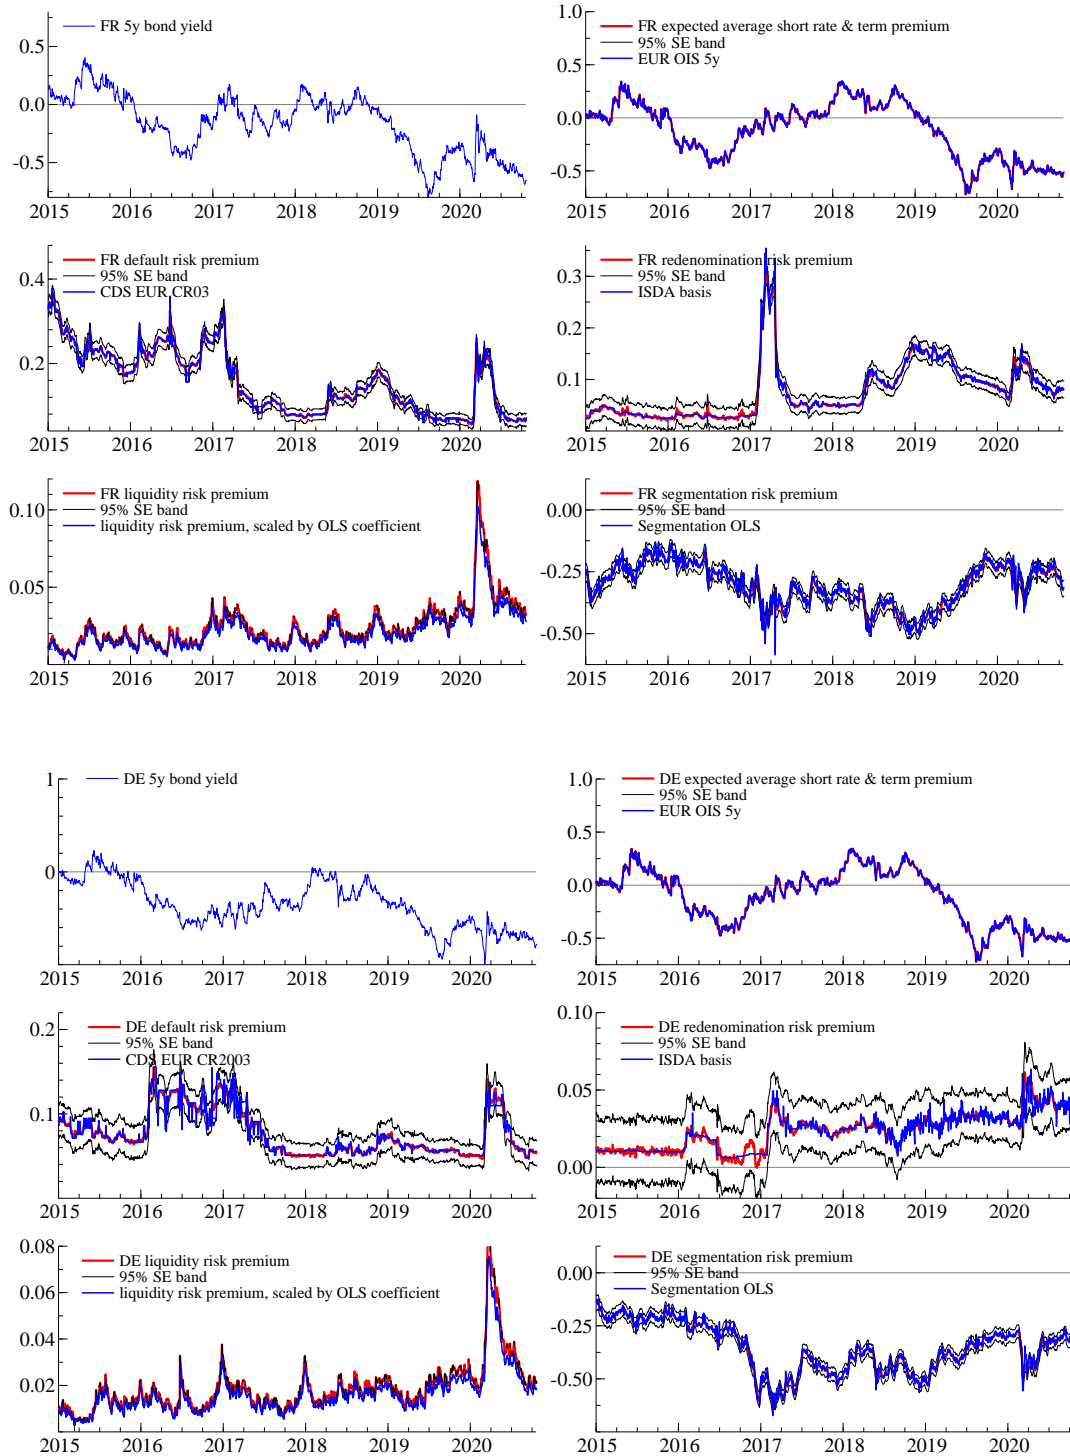 FR 5y bond yield
0.5
0.0
-0.5
2015 2016 2017 2018 2019 2020
FR expected average short rate & term premium
95% SE band
EUR OIS 5y
1.0
0.5
0.0
-0.5
2015 2016 2017 2018 2019 2020
FR default risk premium
95% SE band
CDS EUR CR03
0.4
0.2
2015 2016 2017 2018 2019 2020
FR redenomination risk premium
95% SE band
ISDA basis
0.3
0.2
0.1
2015 2016 2017 2018 2019 2020
FR liquidity risk premium
95% SE band
liquidity risk premium, scaled by OLS coefficient
0.10
0.05
2015 2016 2017 2018 2019 2020
FR segmentation risk premium
95% SE band
Segmentation OLS
0.00
-0.25
-0.50
2015 2016 2017 2018 2019 2020
DE 5y bond yield
1
0
2015 2016 2017 2018 2019 2020
DE expected average short rate & term premium
95% SE band
EUR OIS 5y
1.0
0.5
0.0
-0.5
2015 2016 2017 2018 2019 2020
DE default risk premium
95% SE band
CDS EUR CR2003
0.2
0.1
2015 2016 2017 2018 2019 2020
DE redenomination risk premium
95% SE band
ISDA basis
0.10
0.05
0.00
2015 2016 2017 2018 2019 2020
DE liquidity risk premium
95% SE band
liquidity risk premium, scaled by OLS coefficient
0.08
0.06
0.04
0.02
2015 2016 2017 2018 2019 2020
DE segmentation risk premium
95% SE band
Segmentation OLS
0.00
-0.25
-0.50
2015 2016 2017 2018 2019 2020